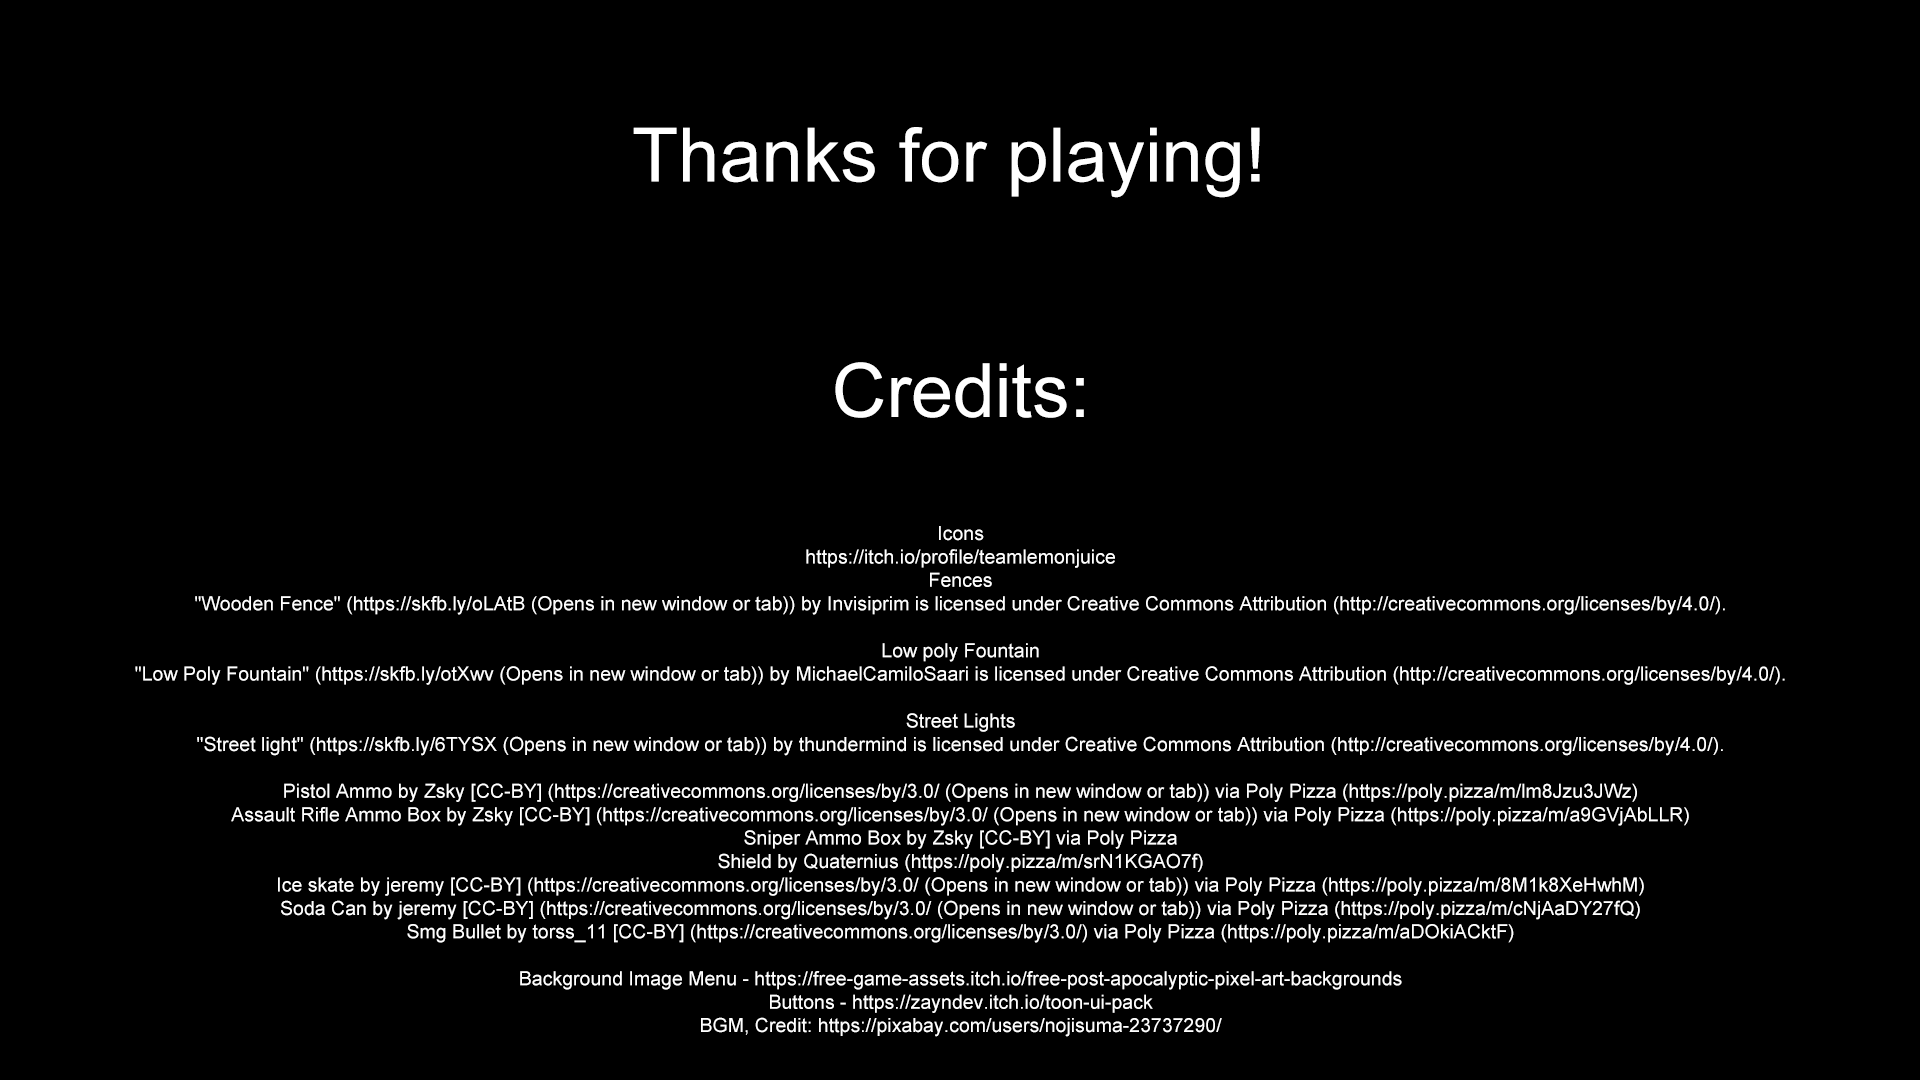 Thanks for playing!
Credits:
Icons
https://itch.io/profile/teamlemonjuice
Fences
"Wooden Fence" (https://skfb.ly/oLAtB (Opens in new window or tab)) by Invisiprim is licensed under Creative Commons Attribution (http://creativecommons.org/licenses/by/4.0/).
Low poly Fountain
"Low Poly Fountain" (https://skfb.ly/otXwv (Opens in new window or tab)) by MichaelCamiloSaari is licensed under Creative Commons Attribution (http://creativecommons.org/licenses/by/4.0/).
Street Lights
"Street light" (https://skfb.ly/6TYSX (Opens in new window or tab)) by thundermind is licensed under Creative Commons Attribution (http://creativecommons.org/licenses/by/4.0/).
Pistol Ammo by Zsky [CC-BY] (https://creativecommons.org/licenses/by/3.0/ (Opens in new window or tab)) via Poly Pizza (https://poly.pizza/m/lm8Jzu3JWz)
Assault Rifle Ammo Box by Zsky [CC-BY] (https://creativecommons.org/licenses/by/3.0/ (Opens in new window or tab)) via Poly Pizza (https://poly.pizza/m/a9GVjAbLLR)
Sniper Ammo Box by Zsky [CC-BY] via Poly Pizza
Shield by Quaternius (https://poly.pizza/m/srN1KGAO7f)
Ice skate by jeremy [CC-BY] (https://creativecommons.org/licenses/by/3.0/ (Opens in new window or tab)) via Poly Pizza (https://poly.pizza/m/8M1k8XeHwhM)
Soda Can by jeremy [CC-BY] (https://creativecommons.org/licenses/by/3.0/ (Opens in new window or tab)) via Poly Pizza (https://poly.pizza/m/cNjAaDY27fQ)
Smg Bullet by torss_11 [CC-BY] (https://creativecommons.org/licenses/by/3.0/) via Poly Pizza (https://poly.pizza/m/aDOkiACktF)
Background Image Menu - https://free-game-assets.itch.io/free-post-apocalyptic-pixel-art-backgrounds
Buttons - https://zayndev.itch.io/toon-ui-pack
BGM, Credit: https://pixabay.com/users/nojisuma-23737290/